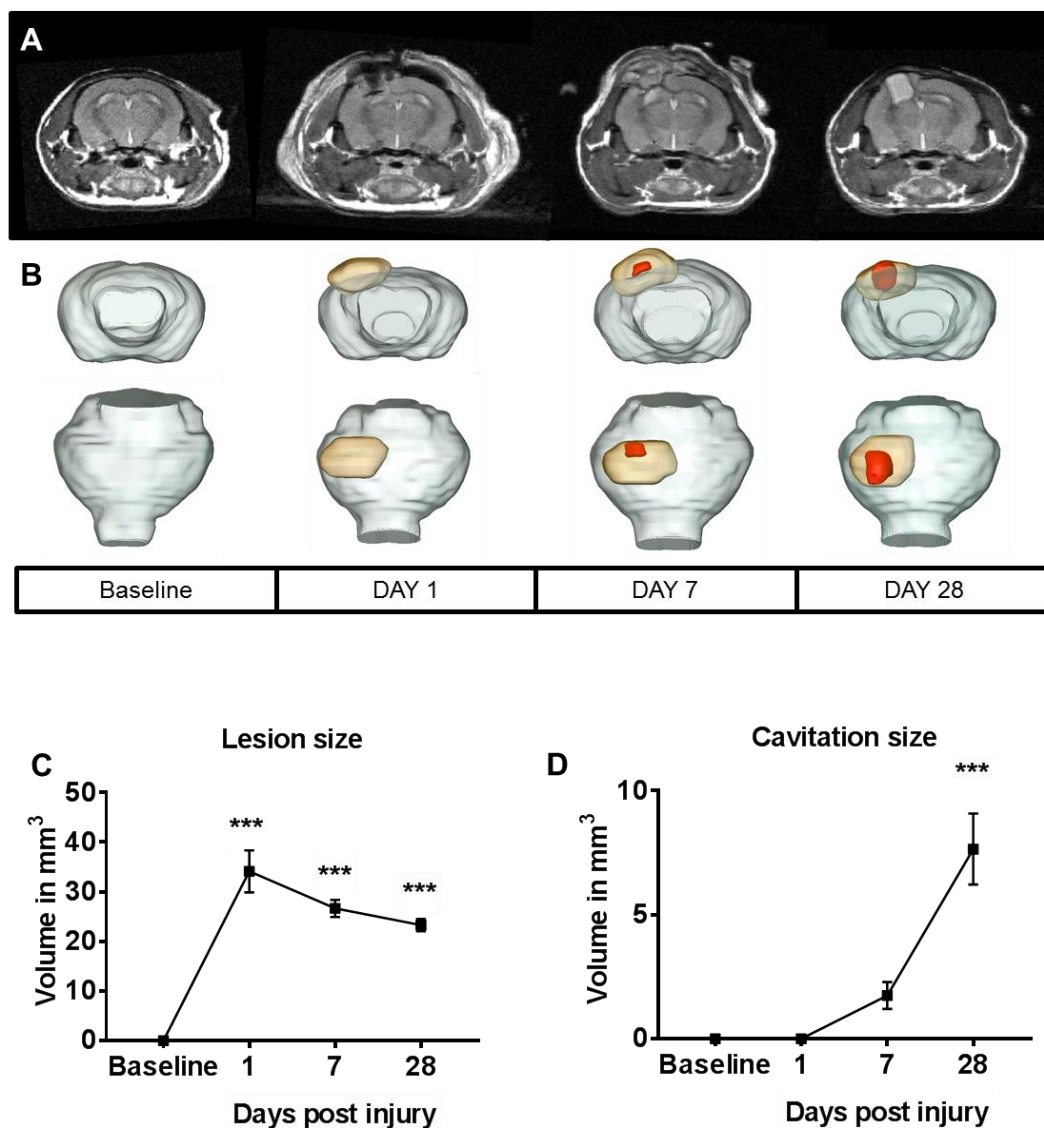 A
B
Baseline DAY 1 DAY 7 DAY 28
Lesion size
C
Volume in mm³
50
40
30
20
10
0
***
***
***
Baseline 1 7 28
Days post injury
Cavitation size
D
Volume in mm³
10
5
0
***
Baseline 1 7 28
Days post injury